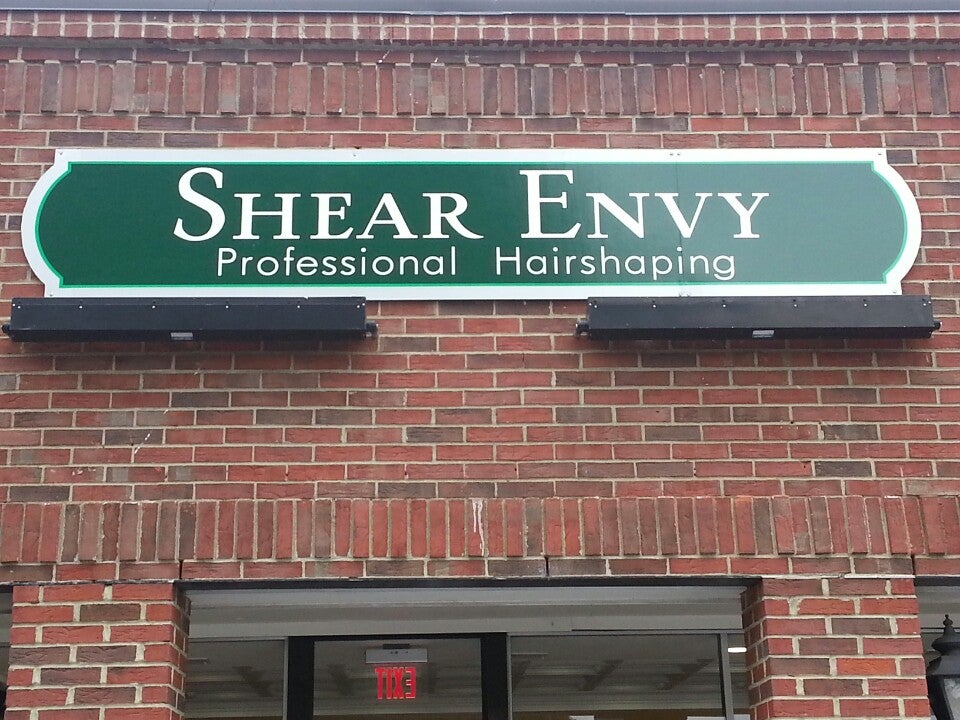 SHEAR ENVY
Professional Hairshaping
EXIT